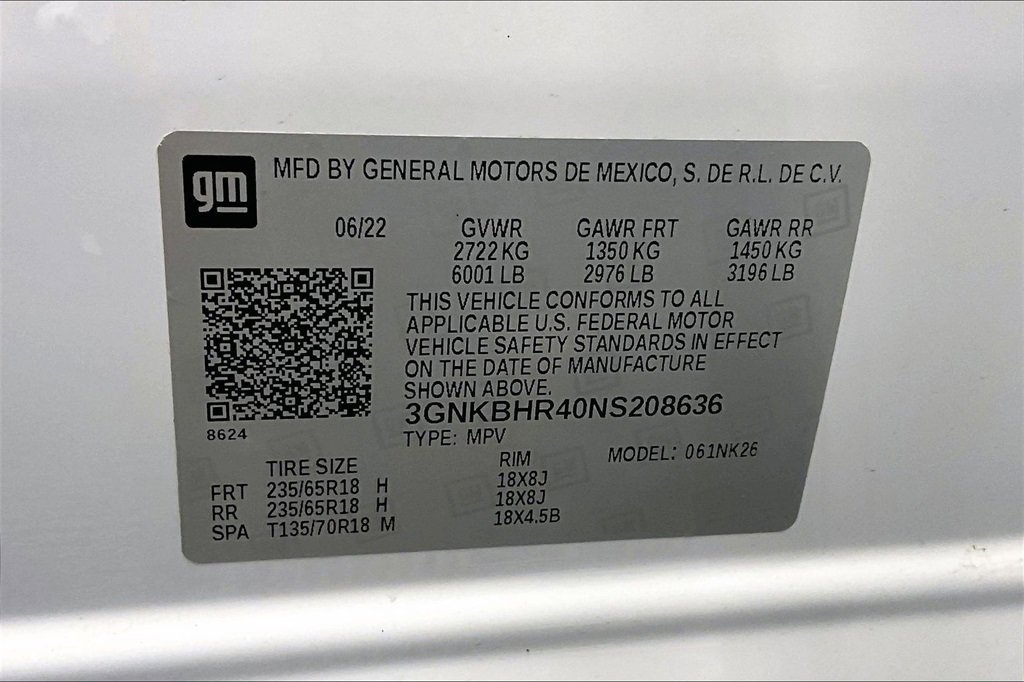 gm
MFD BY GENERAL MOTORS DE MEXICO, S. DE R.L. DE C.V.
06/22 GVWR GAWR FRT GAWR RR
2722 KG 1350 KG 1450 KG
6001 LB 2976 LB 3196 LB
THIS VEHICLE CONFORMS TO ALL
APPLICABLE U.S. FEDERAL MOTOR
VEHICLE SAFETY STANDARDS IN EFFECT
ON THE DATE OF MANUFACTURE
SHOWN ABOVE.
3GNKBHR40NS208636
8624
TYPE: MPV MODEL: 061NK26
TIRE SIZE RIM
FRT 235/65R18 H 18X8J
RR 235/65R18 H 18X8J
SPA T135/70R18 M 18X4.5B